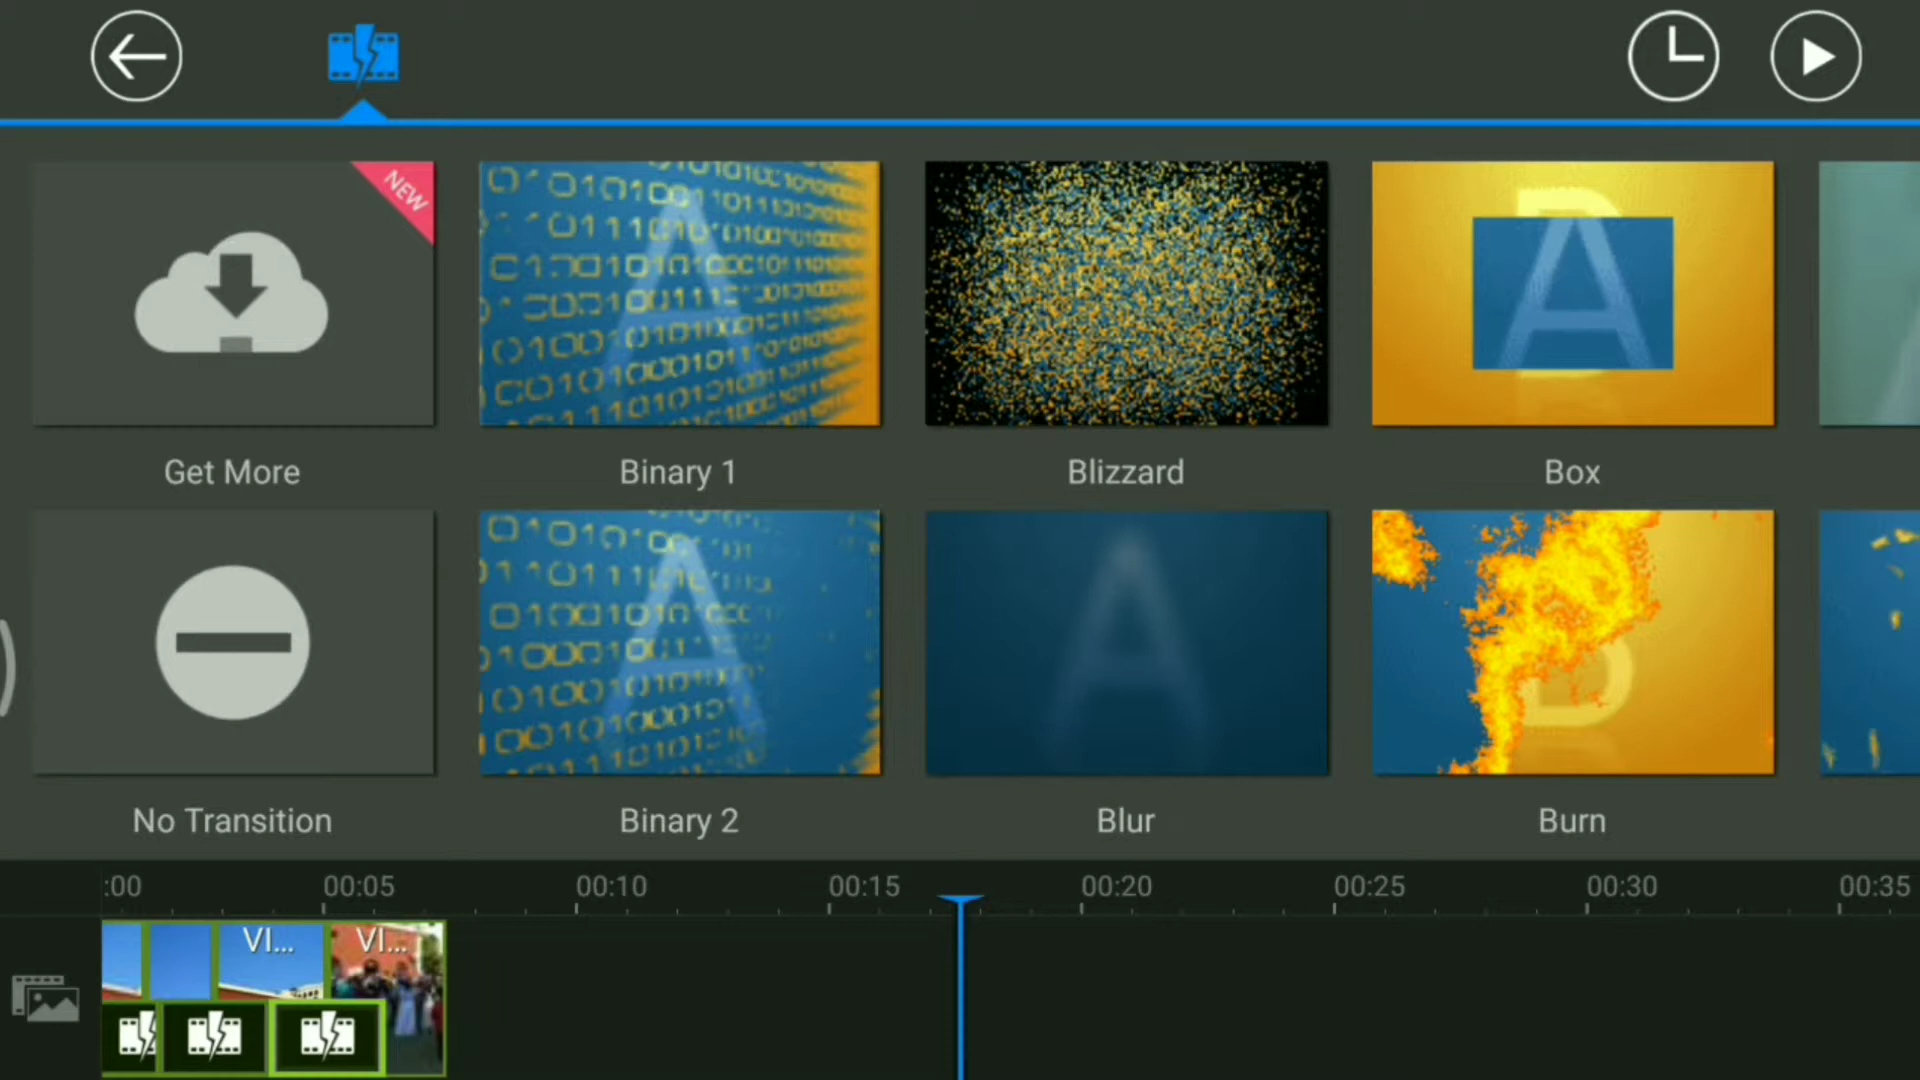 NEW
Get More
Binary 1
Blizzard
Box
No Transition
Binary 2
Blur
Burn
:00
00:05
00:10
00:15
00:20
00:25
00:30
00:35
VI...
VI...